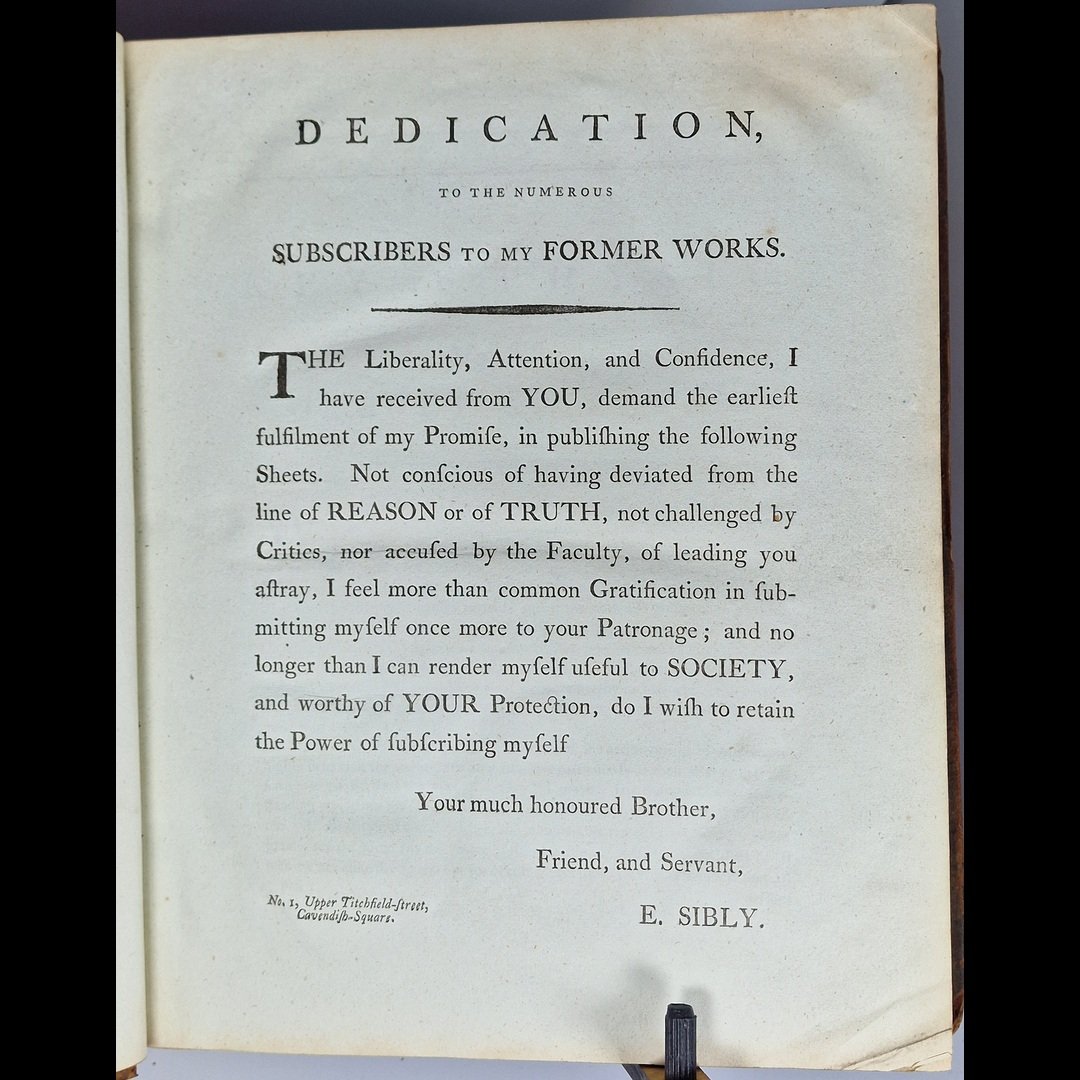 DEDICATION,
TO THE NUMEROUS
SUBSCRIBERS TO MY FORMER WORKS.
THE Liberality, Attention, and Confidence, I
have received from YOU, demand the earlieſt
fulfilment of my Promiſe, in publiſhing the following
Sheets. Not conſcious of having deviated from the
line of REASON or of TRUTH, not challenged by
Critics, nor accuſed by the Faculty, of leading you
aſtray, I feel more than common Gratification in ſub-
mitting myſelf once more to your Patronage; and no
longer than I can render myſelf uſeful to SOCIETY,
and worthy of YOUR Protection, do I wiſh to retain
the Power of ſubſcribing myſelf
Your much honoured Brother,
Friend, and Servant,
No. 1, Upper Titchfield-ſtreet,
Cavendiſh-Square.
E. SIBLY.